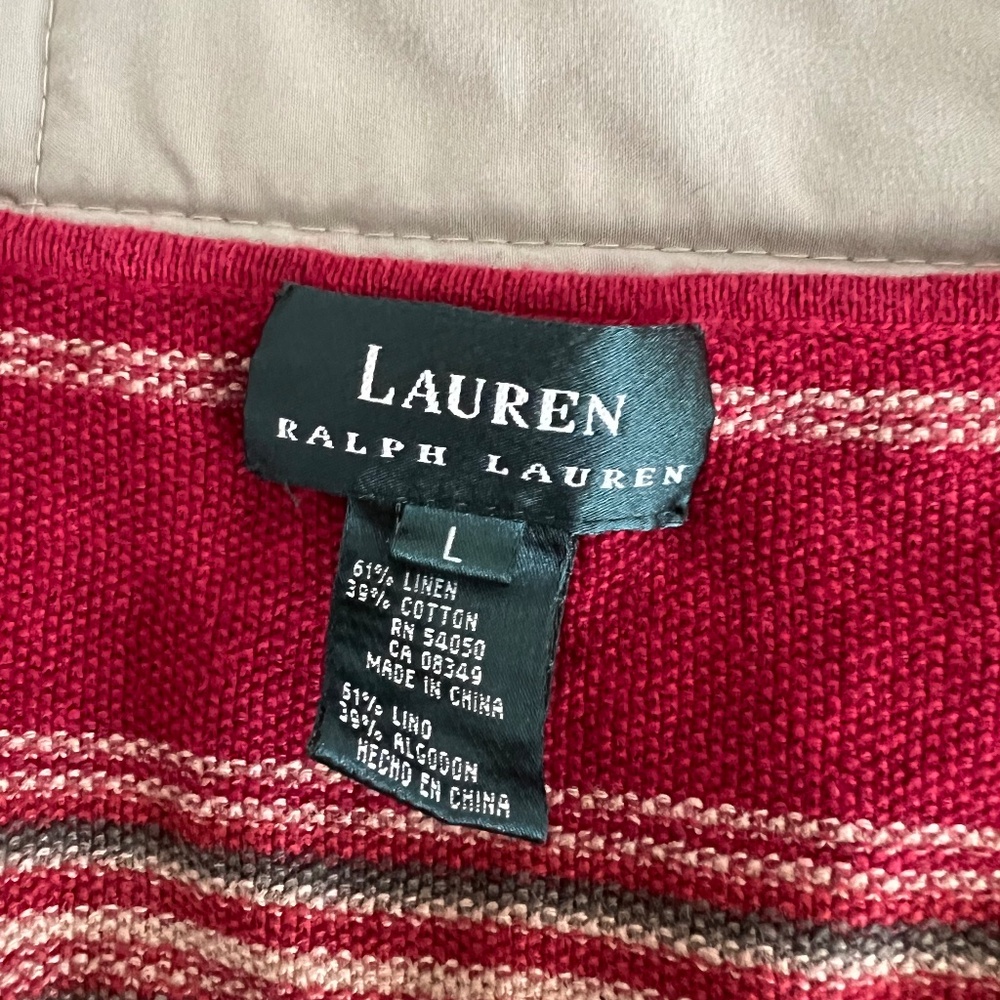 LAUREN
RALPH LAUREN
L
61% LINEN
39% COTTON
RN 54050
CA 08349
MADE IN CHINA
61% LINO
39% ALGODON
HECHO EN CHINA